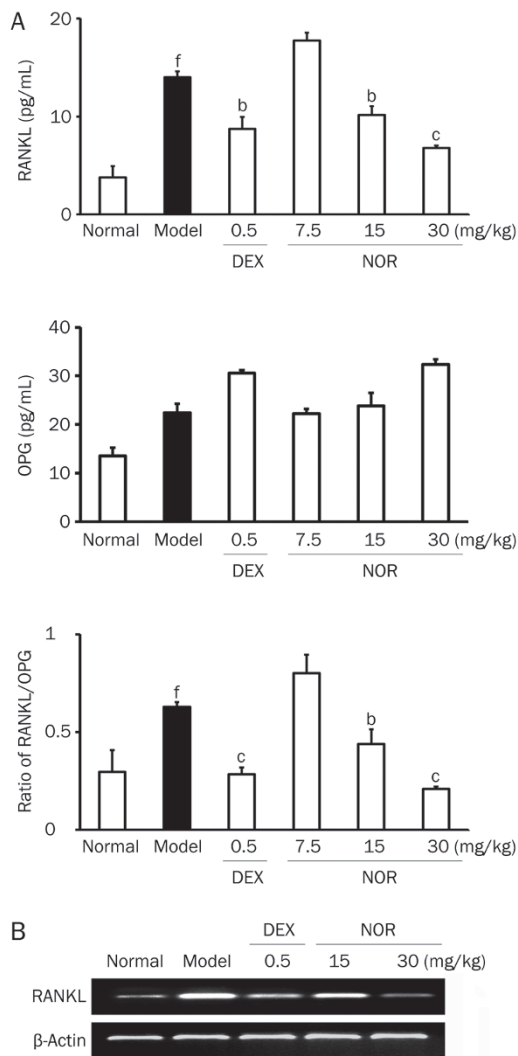 A
RANKL (pg/mL)
20
10
0
f
b
b
c
Normal Model 0.5 7.5 15 30 (mg/kg)
DEX NOR
OPG (pg/mL)
40
30
20
10
0
Normal Model 0.5 7.5 15 30 (mg/kg)
DEX NOR
Ratio of RANKL/OPG
1
0.5
0
f
c
b
c
Normal Model 0.5 7.5 15 30 (mg/kg)
DEX NOR
B
DEX NOR
Normal Model 0.5 15 30 (mg/kg)
RANKL
β-Actin